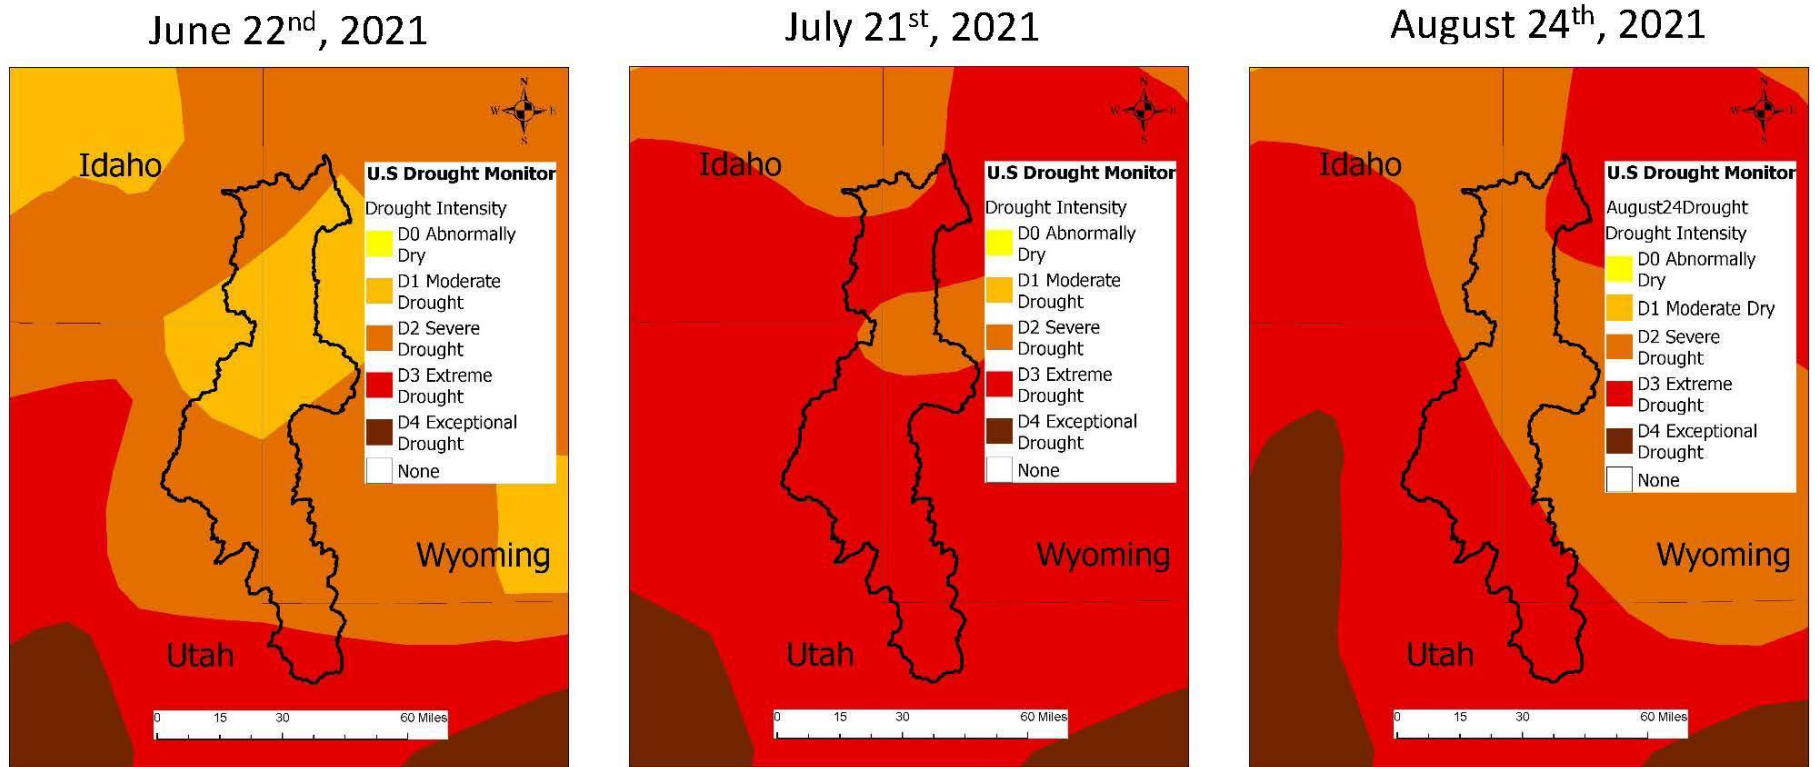 June 22nd, 2021
N
W E
S
Idaho
U.S Drought Monitor
Drought Intensity
D0 Abnormally
Dry
D1 Moderate
Drought
D2 Severe
Drought
D3 Extreme
Drought
D4 Exceptional
Drought
None
Wyoming
Utah
0 15 30 60 Miles
July 21st, 2021
N
W E
S
Idaho
U.S Drought Monitor
Drought Intensity
D0 Abnormally
Dry
D1 Moderate
Drought
D2 Severe
Drought
D3 Extreme
Drought
D4 Exceptional
Drought
None
Wyoming
Utah
0 15 30 60 Miles
August 24th, 2021
N
W E
S
Idaho
U.S Drought Monitor
August24Drought
Drought Intensity
D0 Abnormally
Dry
D1 Moderate Dry
D2 Severe
Drought
D3 Extreme
Drought
D4 Exceptional
Drought
None
Wyoming
Utah
0 15 30 60 Miles